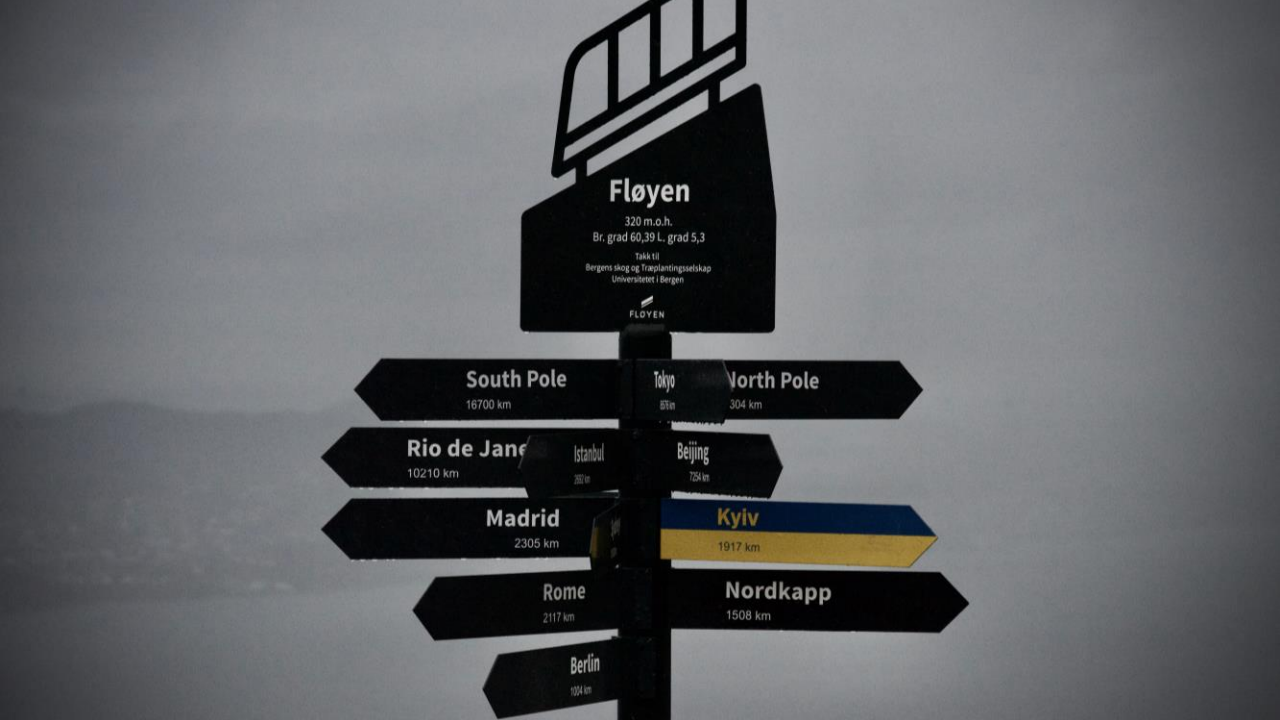 Fløyen
320 m.o.h.
Br. grad 60,39 L. grad 5,3
Takk til
Bergens skog og Træplantingsselskap
Universitetet i Bergen
FLØYEN
South Pole
16700 km
Tokyo
North Pole
304 km
Rio de Jane
10210 km
Istanbul
Beijing
7254 km
Madrid
2305 km
Kyiv
1917 km
Rome
2117 km
Nordkapp
1508 km
Berlin
1004 km